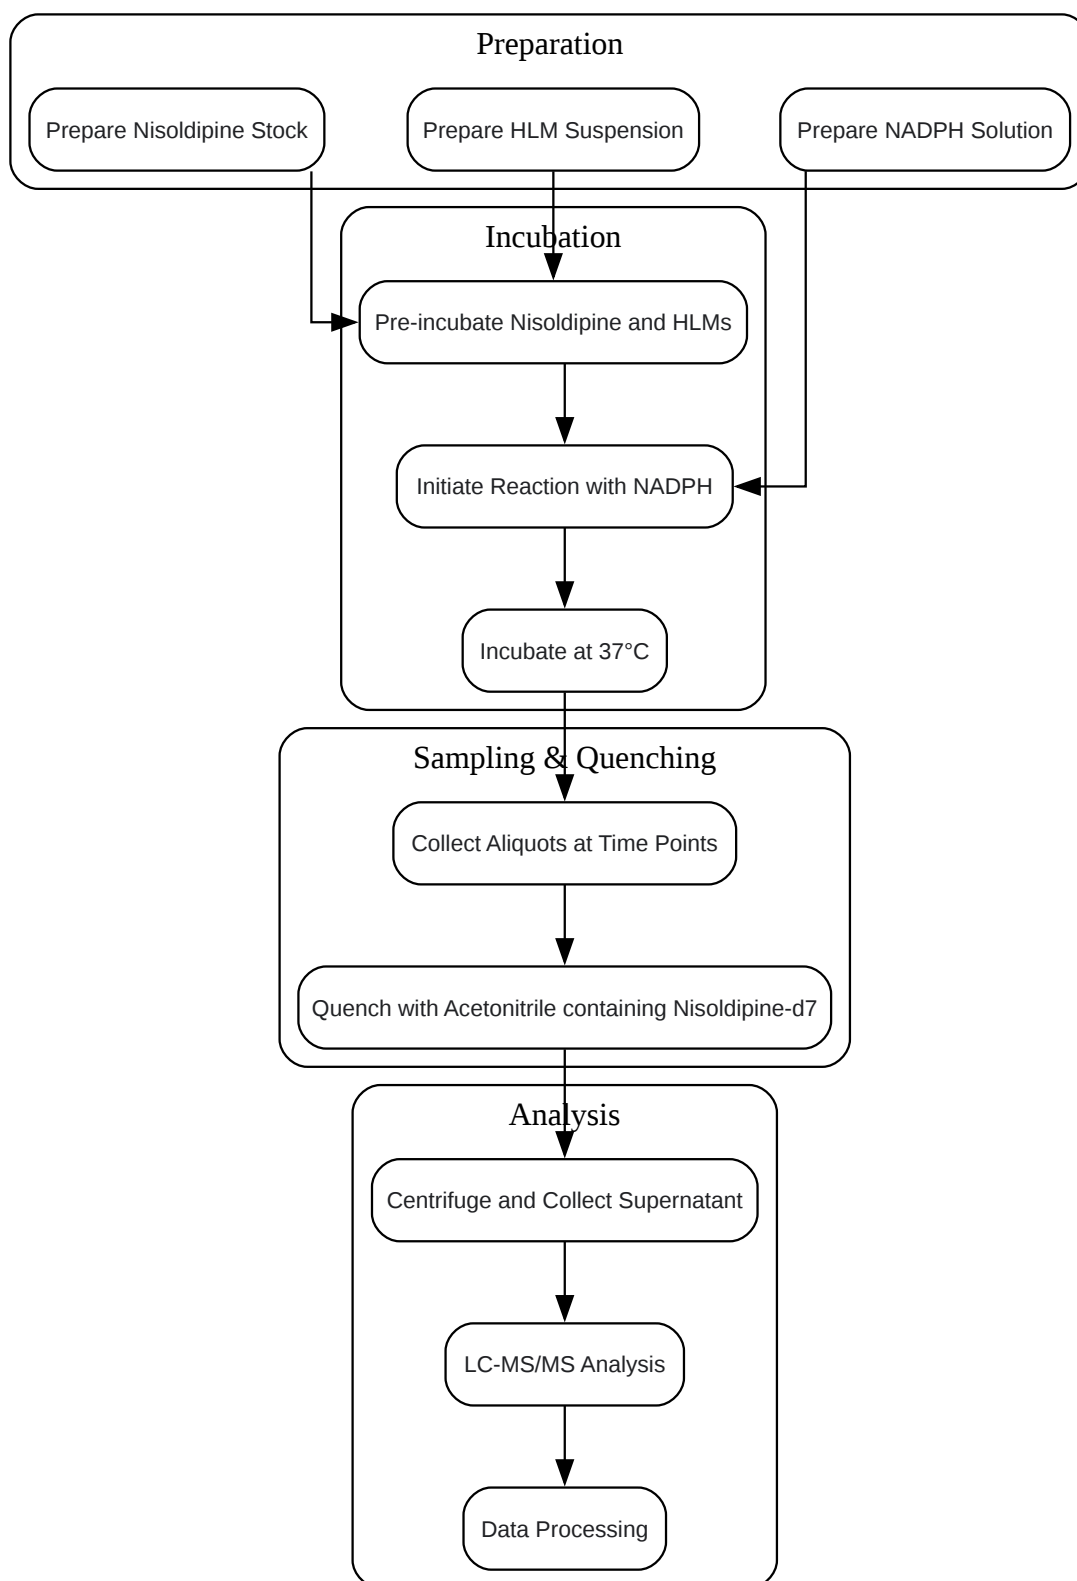 Preparation
Prepare Nisoldipine Stock
Prepare HLM Suspension
Prepare NADPH Solution
Incubation
Pre-incubate Nisoldipine and HLMs
Initiate Reaction with NADPH
Incubate at 37°C
Sampling & Quenching
Collect Aliquots at Time Points
Quench with Acetonitrile containing Nisoldipine-d7
Analysis
Centrifuge and Collect Supernatant
LC-MS/MS Analysis
Data Processing